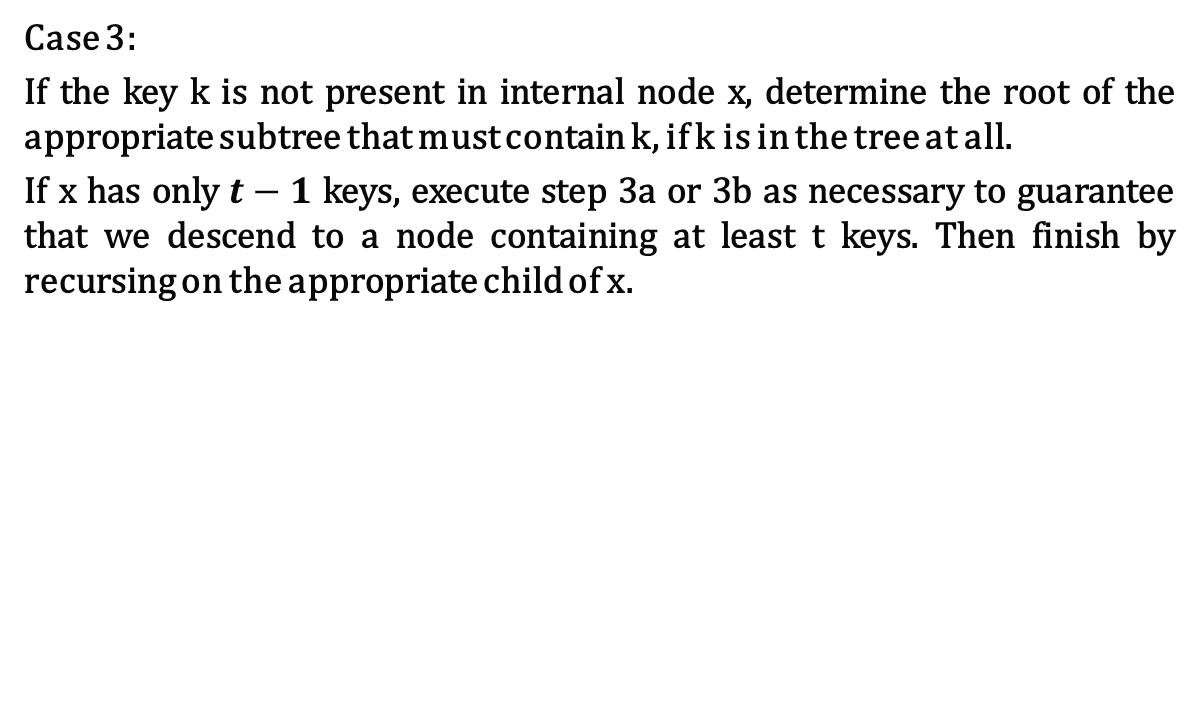 Case 3:
If the key k is not present in internal node x, determine the root of the
appropriate subtree that must contain k, if k is in the tree at all.
If x has only t − 1 keys, execute step 3a or 3b as necessary to guarantee
that we descend to a node containing at least t keys. Then finish by
recursing on the appropriate child of x.